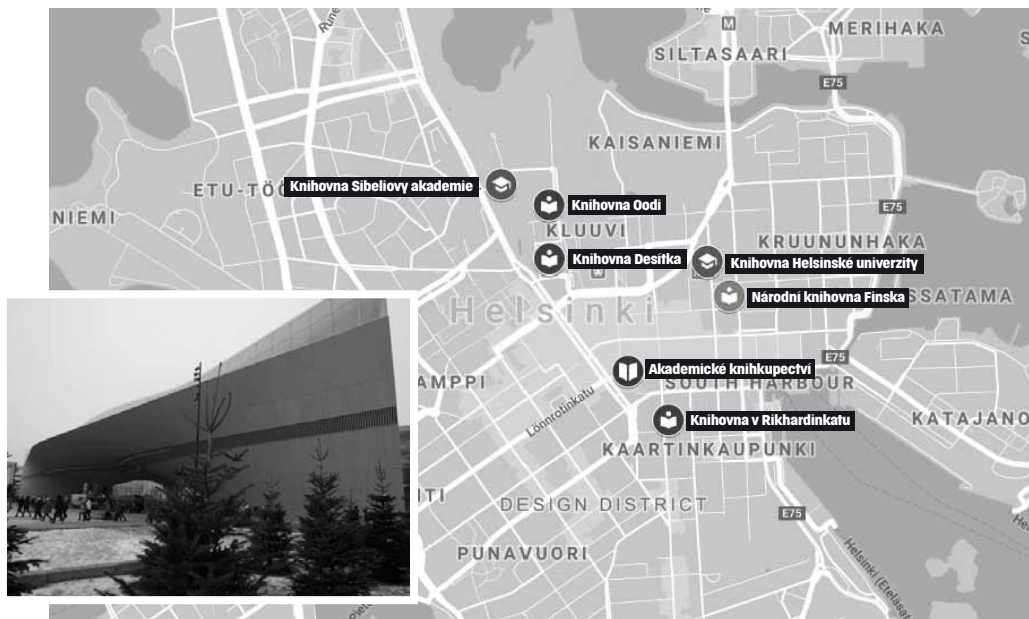 Rune
M
MERIHAKA
SILTASAARI
E75
KAISANIEMI
Knihovna Sibeliovy akademie
ETU-TÖÖ
NIEMI
Knihovna Oodi
E75
KLUUVI
KRUUNUNHAKA
Knihovna Desítka
Knihovna Helsinské univerzity
Národní knihovna Finska
SSATAMA
Helsinki
E75
Akademické knihkupectví
AMPPI
SOUTH HARBOUR
Lönnrotinkatu
Knihovna v Rikhardinkatu
KATAJANO
KAARTINKAUPUNKI
ITI
DESIGN DISTRICT
E75
PUNAVUORI
Helsinki (Eteläsat
Piet